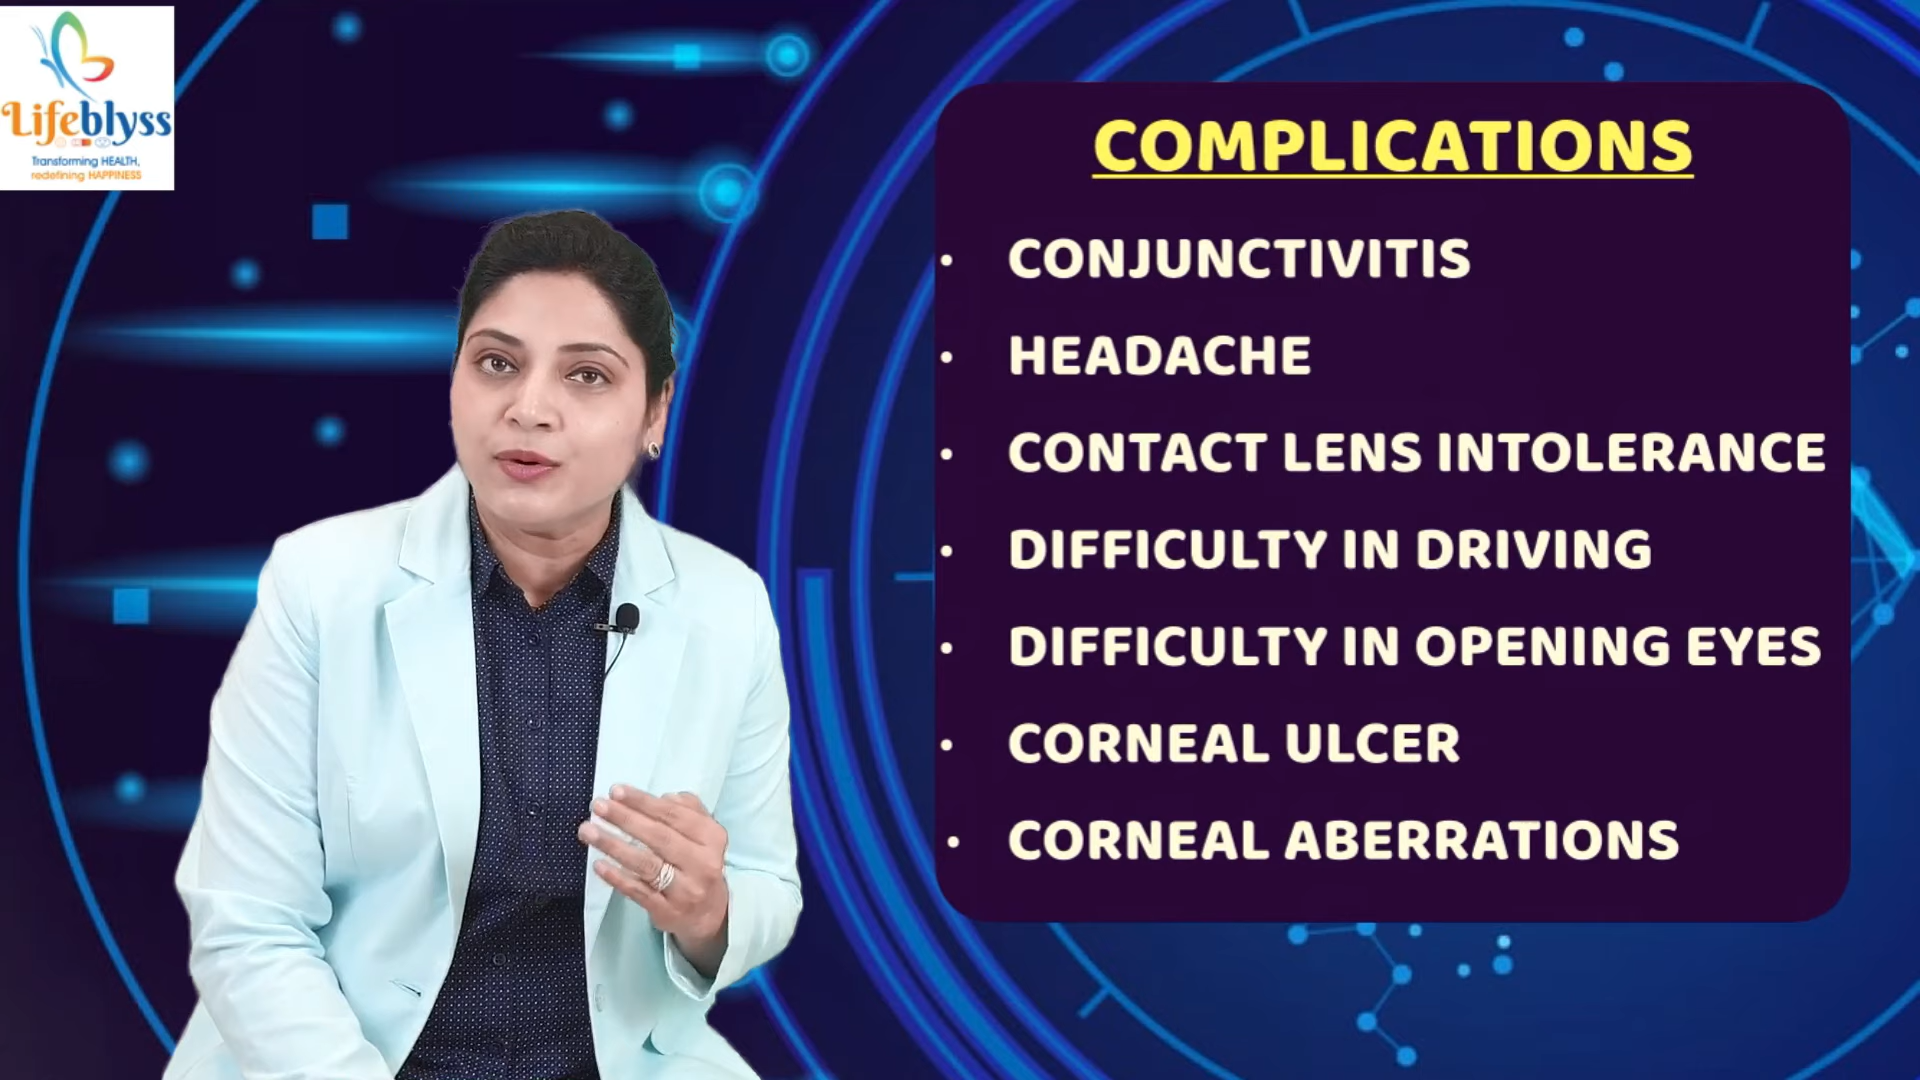 Lifeblyss
Transforming HEALTH,
redefining HAPPINESS
COMPLICATIONS
• CONJUNCTIVITIS
• HEADACHE
• CONTACT LENS INTOLERANCE
• DIFFICULTY IN DRIVING
• DIFFICULTY IN OPENING EYES
• CORNEAL ULCER
• CORNEAL ABERRATIONS